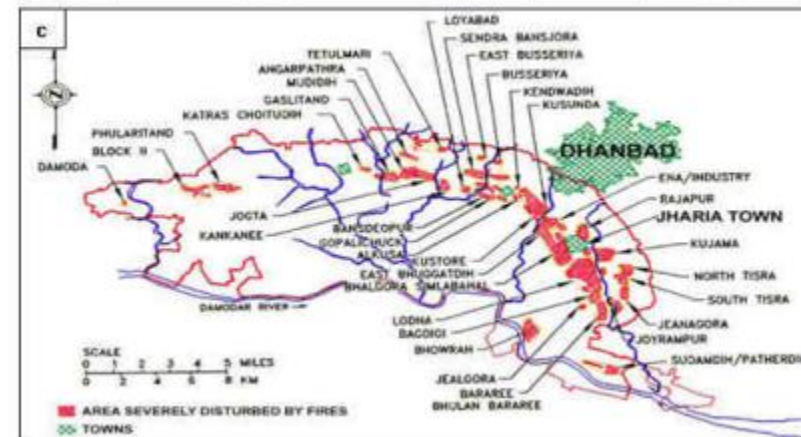 C
N
LOYABAD
SENDRA BANSJORA
TETULMARI
EAST BUSSERIYA
ANGARPATHRA
BUSSERIYA
MUDIDIH
KENDWADIH
GASLITAND
KUSUNDA
KATRAS CHOITUDIH
PHULARITAND
DHANBAD
BLOCK II
DAMODA
ENA/INDUSTRY
RAJAPUR
JOGTA
BANSDEOPUR
JHARIA TOWN
KANKANEE
GOPALICHUCK
ALKUSA
KUSTORE
KUJAMA
EAST BHUGGATDIH
NORTH TISRA
BHALGORA SIMLABAHAL
SOUTH TISRA
DAMODAR RIVER
LODNA
JEANAGORA
BAGDIGI
JOYRAMPUR
BHOWRAH
SCALE
0 1 2 3 4 5 MILES
0 2 4 6 8 KM
SUDAMDIH/PATHERDIH
JEALGORA
BARAREE
BHULAN BARAREE
AREA SEVERELY DISTURBED BY FIRES
TOWNS